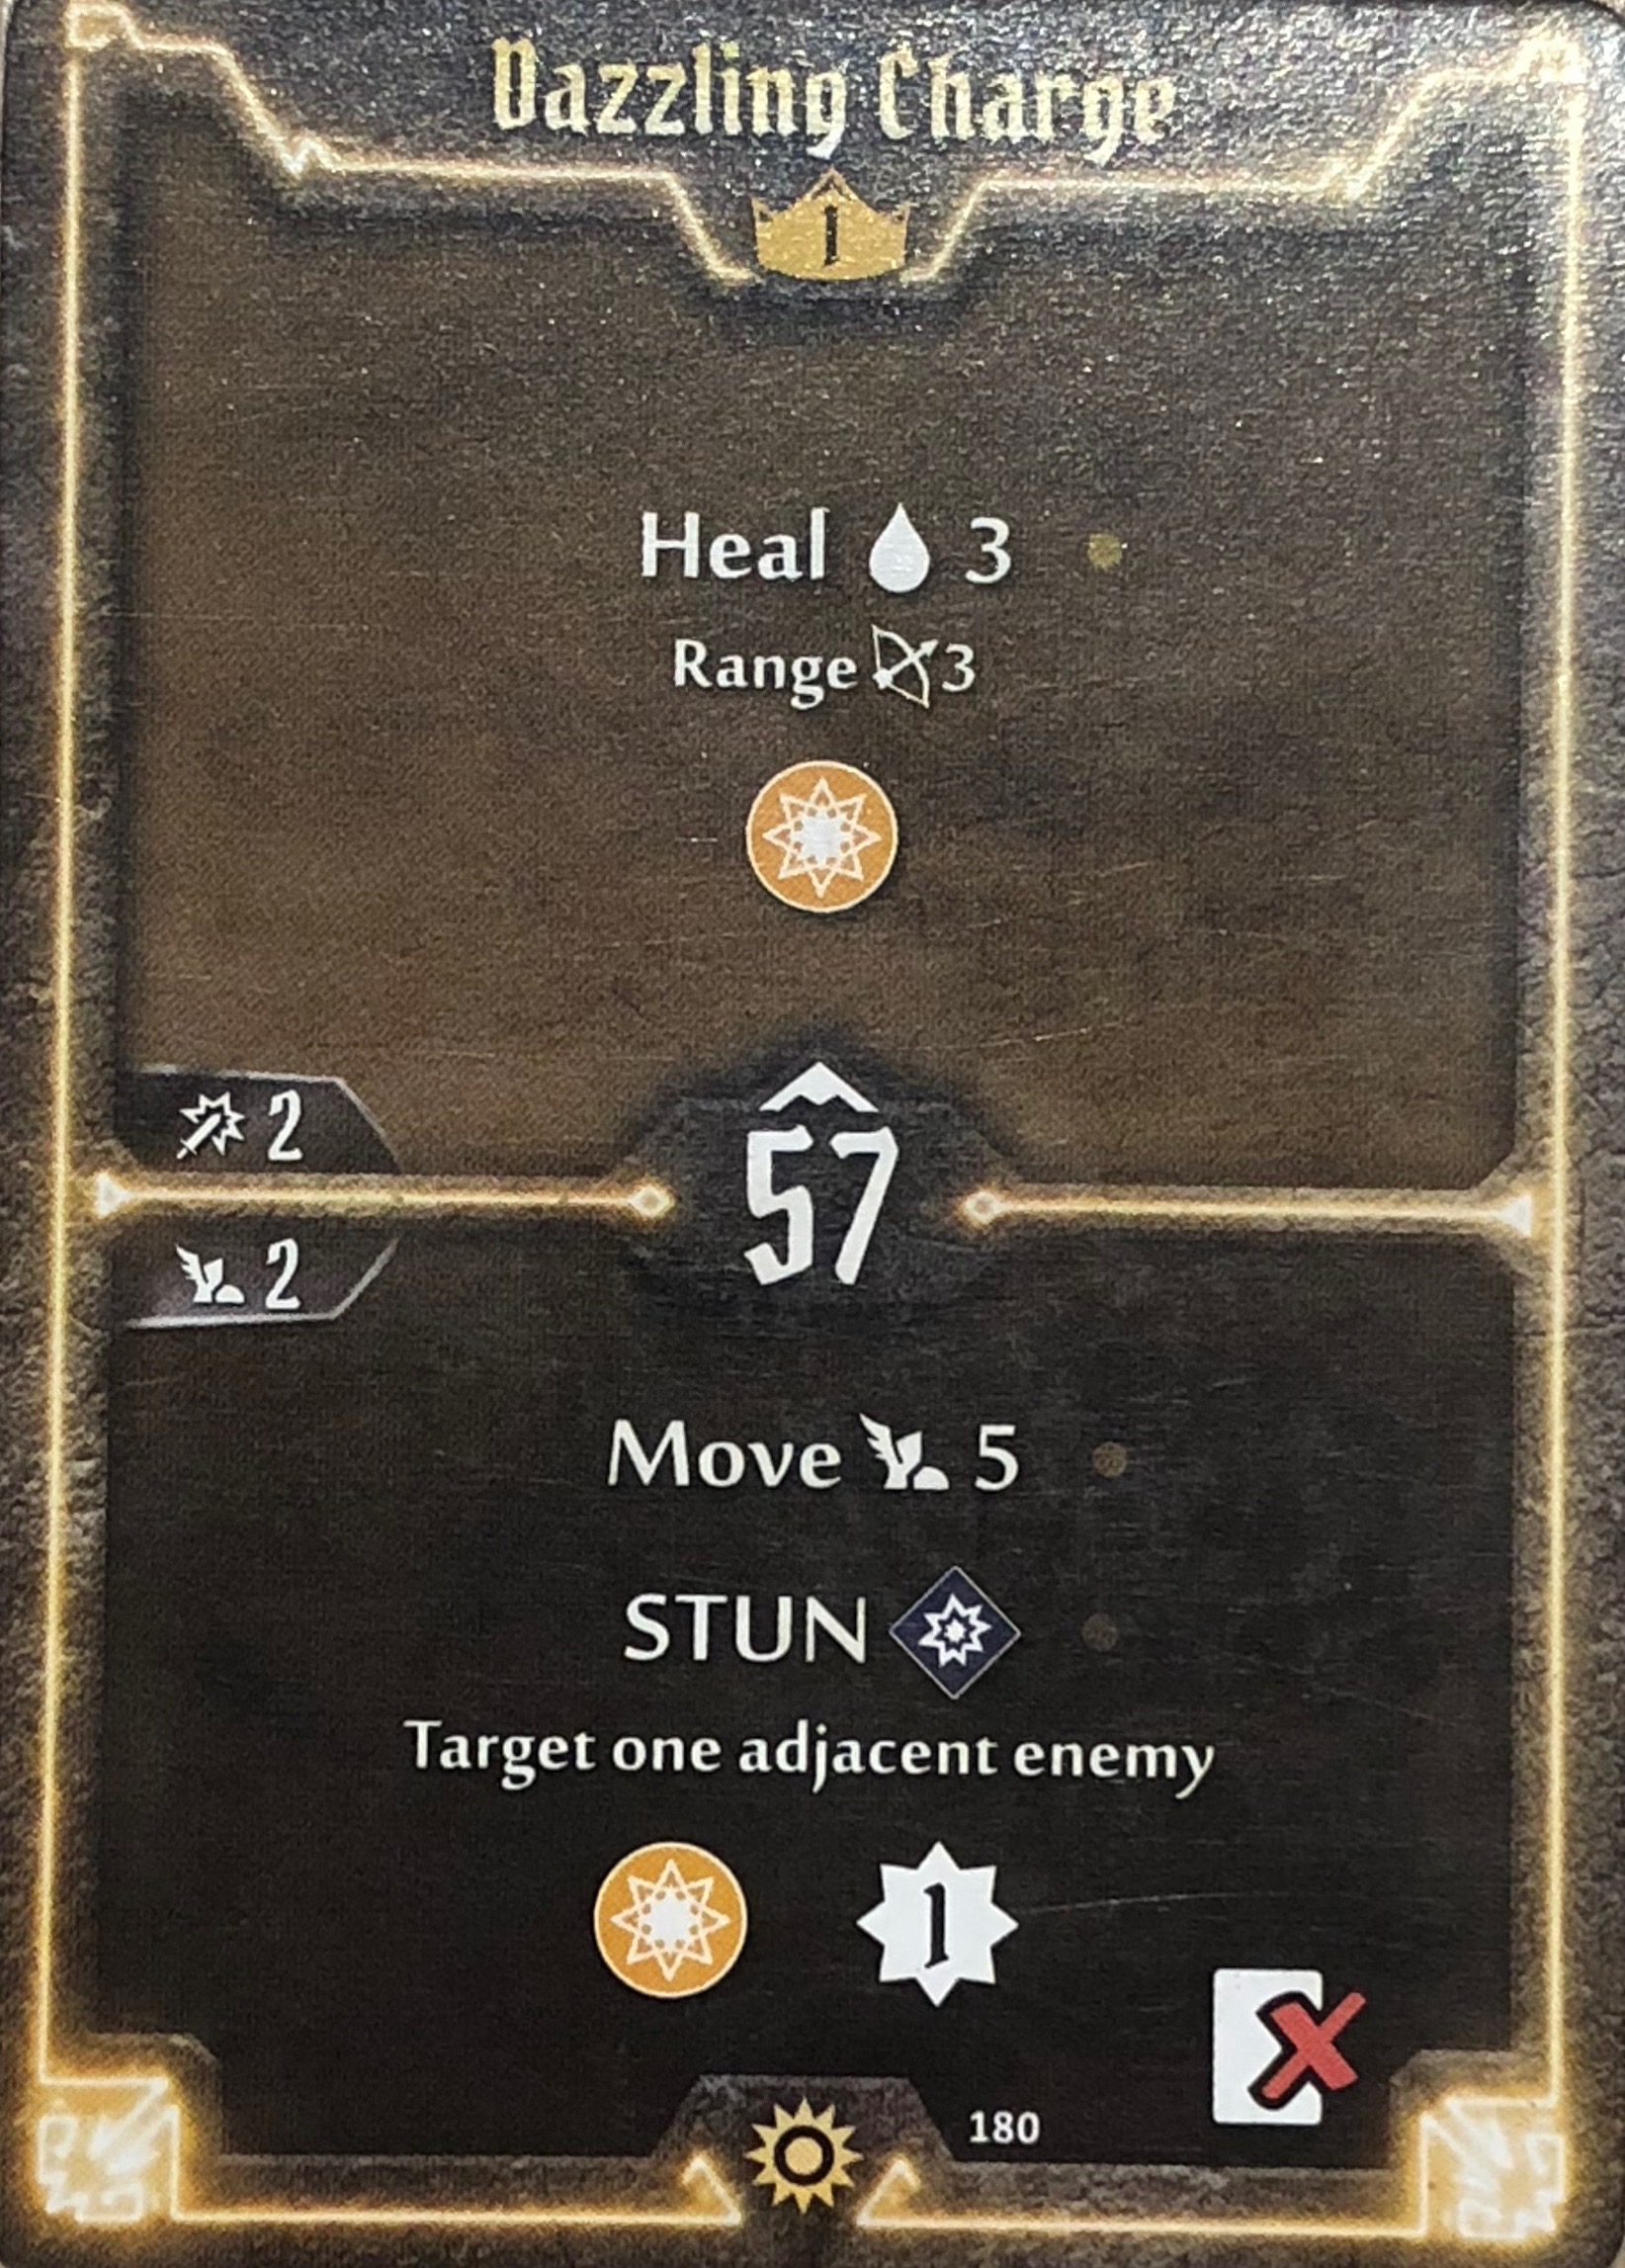 Dazzling Charge
1
Heal 3
Range 3
2
57
2
Move 5
STUN
Target one adjacent enemy
1
180